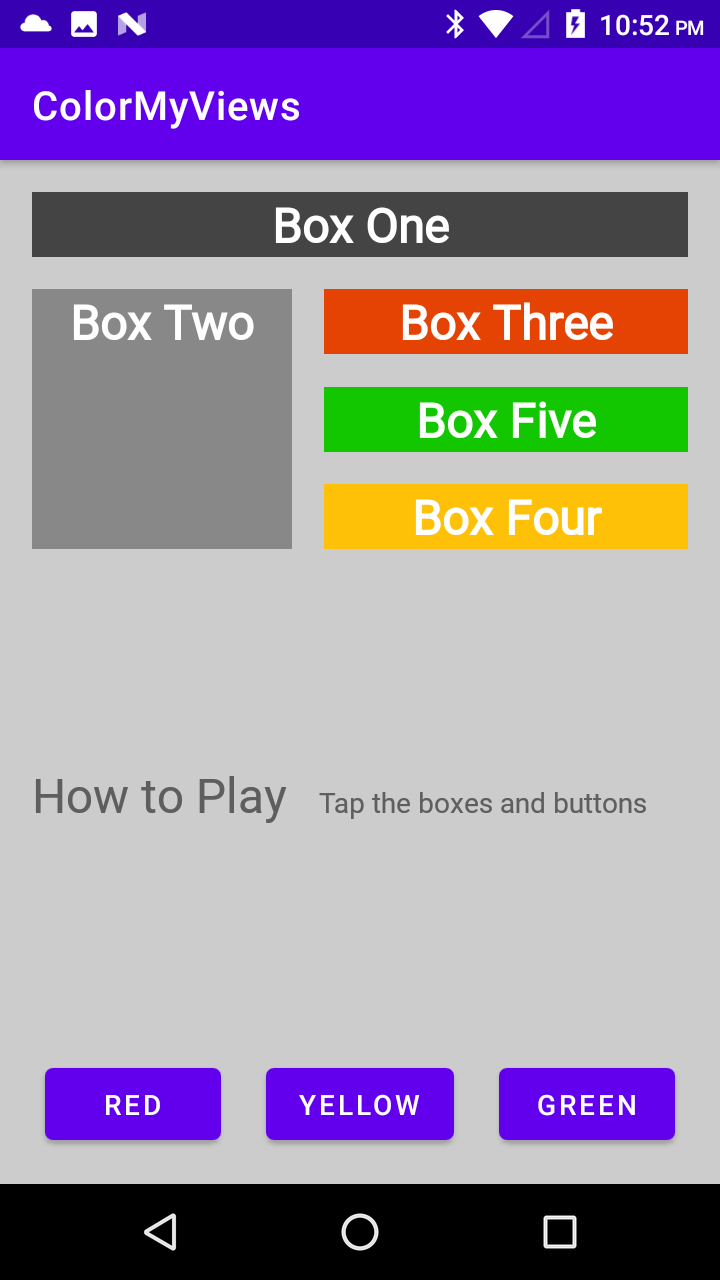 10:52 PM
ColorMyViews
Box One
Box Two
Box Three
Box Five
Box Four
How to Play
Tap the boxes and buttons
RED
YELLOW
GREEN